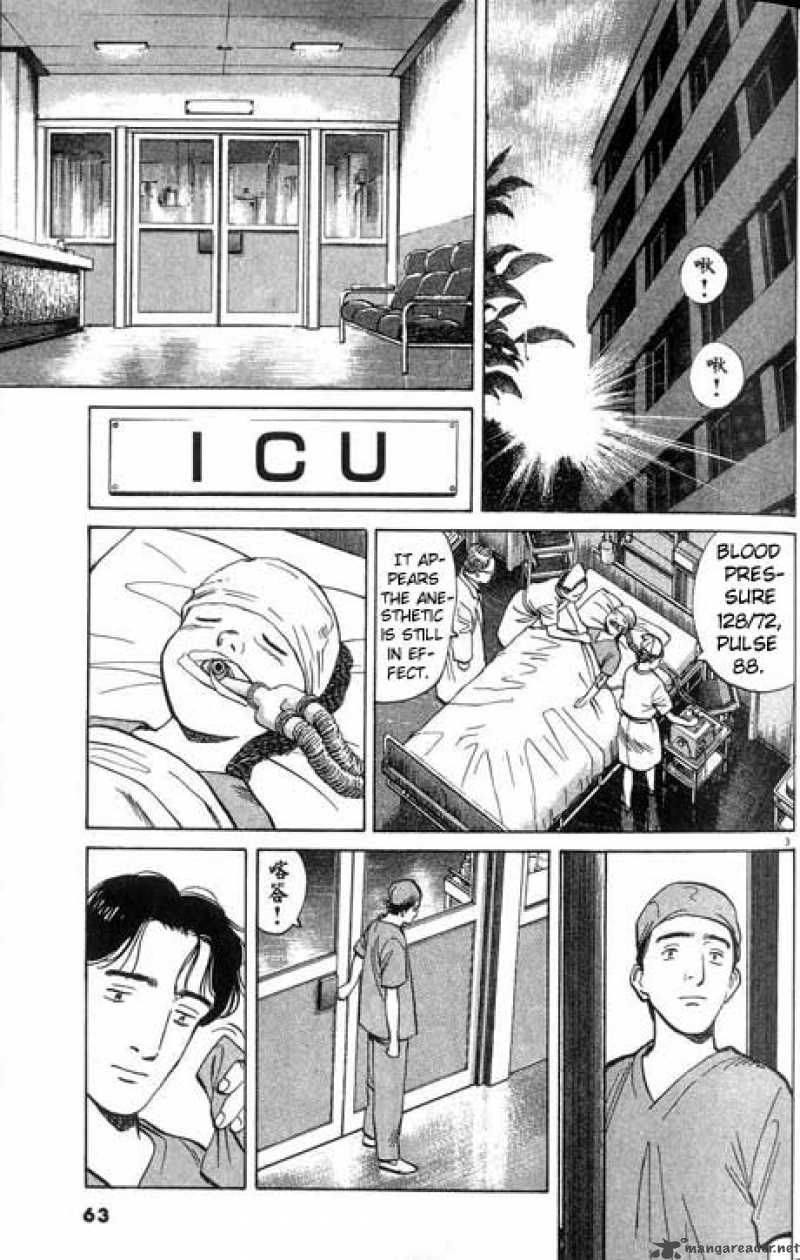 啾!
啾!
ICU
BLOOD
PRES-
SURE
128/72,
PULSE
88.
IT AP-
PEARS
THE ANE-
STHETIC
IS STILL
IN EF-
FECT.
3
喀答!
63
mangareader.net